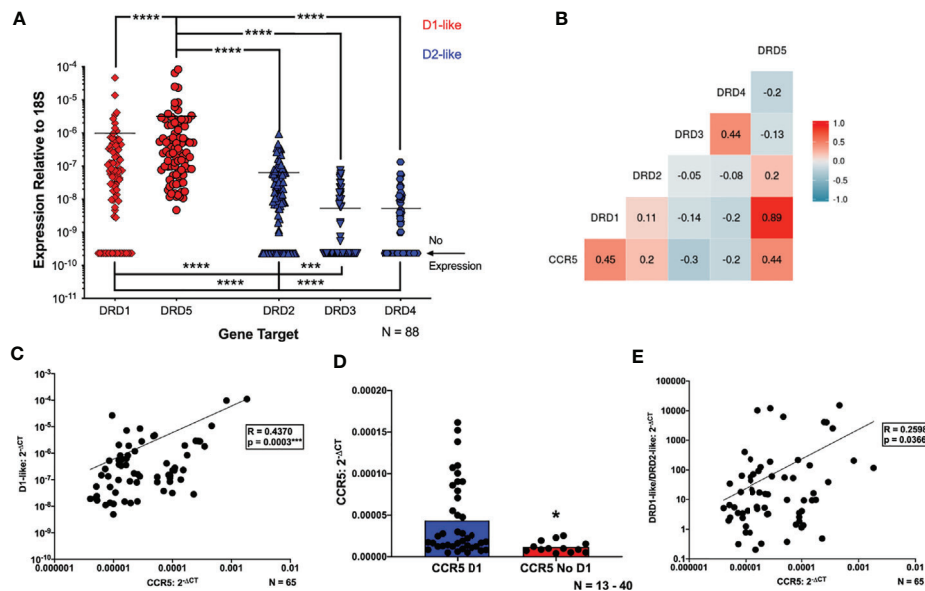 A
B
****
D1-like
D2-like
***
****
Expression Relative to 18S
10-4
10-5
10-6
10-7
10-8
10-9
10-10
10-11
No
Expression
****
***
****
****
DRD1
DRD5
DRD2
DRD3
DRD4
Gene Target
N = 88
DRD5
DRD4
-0.2
DRD3
0.44
-0.13
DRD2
-0.05
-0.08
0.2
DRD1
0.11
-0.14
-0.2
0.89
CCR5
0.45
0.2
-0.3
-0.2
0.44
1.0
0.5
0.0
-0.5
-1.0
C
D1-like: 2-ΔCT
10-3
10-4
10-5
10-6
10-7
10-8
10-9
10-10
R = 0.4370
p = 0.0003***
0.000001
0.00001
0.0001
0.001
0.01
CCR5: 2-ΔCT
N = 65
D
CCR5: 2-ΔCT
0.00020
0.00015
0.00010
0.00005
0.00000
*
CCR5 D1
CCR5 No D1
N = 13 - 40
E
DRD1-like/DRD2-like: 2-ΔCT
100000
10000
1000
100
10
1
0.1
R = 0.2598
p = 0.0366
0.000001
0.00001
0.0001
0.001
0.01
CCR5: 2-ΔCT
N = 65